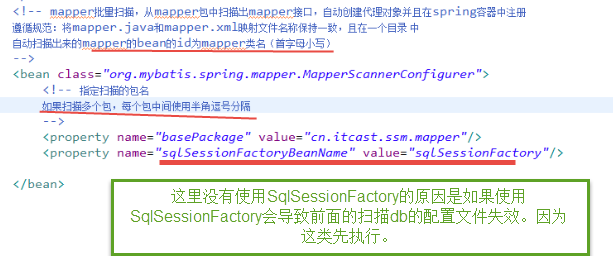 <!-- mapper批量扫描，从mapper包中扫描出mapper接口，自动创建代理对象并且在spring容器中注册
遵循规范：将mapper.java和mapper.xml映射文件名称保持一致，且在一个目录 中
自动扫描出来的mapper的bean的id为mapper类名（首字母小写）
-->
<bean class="org.mybatis.spring.mapper.MapperScannerConfigurer">
<!-- 指定扫描的包名
如果扫描多个包，每个包中间使用半角逗号分隔
-->
<property name="basePackage" value="cn.itcast.ssm.mapper"/>
<property name="sqlSessionFactoryBeanName" value="sqlSessionFactory"/>
</bean>
这里没有使用SqlSessionFactory的原因是如果使用
SqlSessionFactory会导致前面的扫描db的配置文件失效。因为
这类先执行。